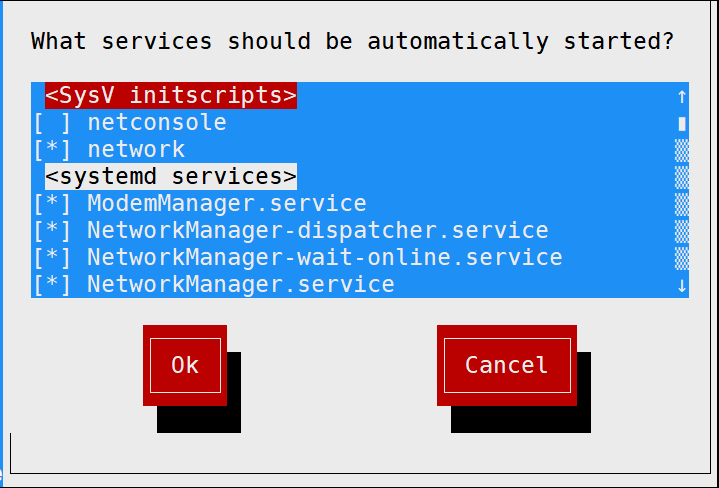 What services should be automatically started?
<SysV initscripts>
[ ] netconsole
[*] network
<systemd services>
[*] ModemManager.service
[*] NetworkManager-dispatcher.service
[*] NetworkManager-wait-online.service
[*] NetworkManager.service
Ok Cancel